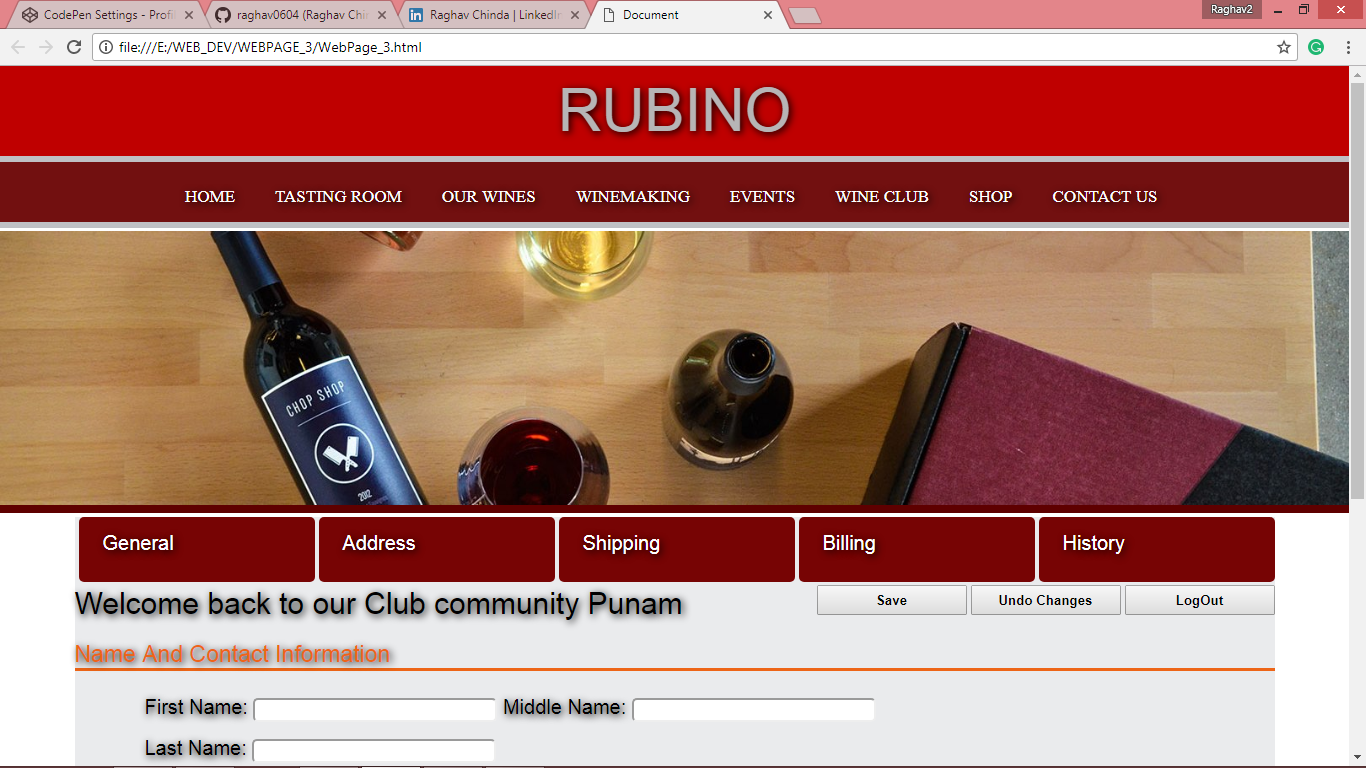 CodePen Settings - Profi
raghav0604 (Raghav Chi
Raghav Chinda | LinkedIn
Document
Raghav2
file:///E:/WEB_DEV/WEBPAGE_3/WebPage_3.html
RUBINO
HOME TASTING ROOM OUR WINES WINEMAKING EVENTS WINE CLUB SHOP CONTACT US
CHOP SHOP
2012
General Address Shipping Billing History
Welcome back to our Club community Punam
Save Undo Changes LogOut
Name And Contact Information
First Name: Middle Name:
Last Name: